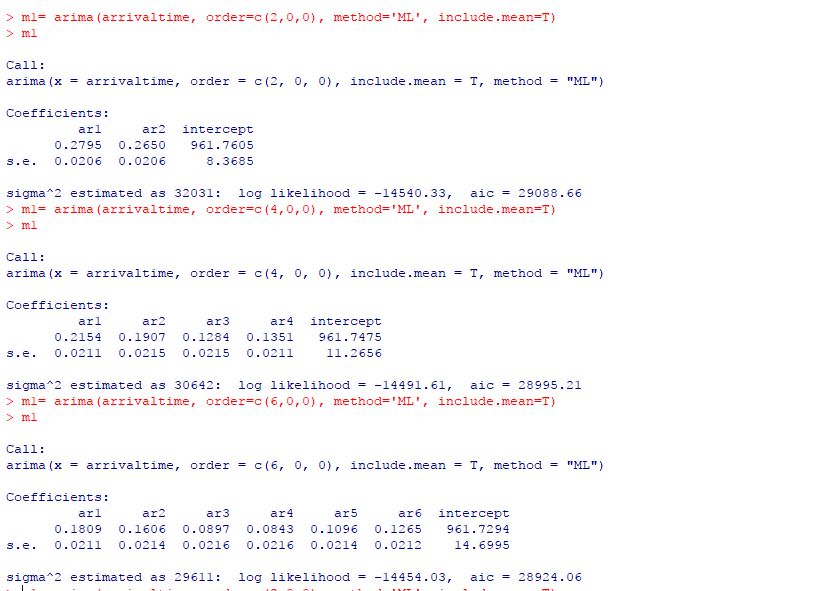 > m1= arima(arrivaltime, order=c(2,0,0), method='ML', include.mean=T)
> m1
Call:
arima(x = arrivaltime, order = c(2, 0, 0), include.mean = T, method = "ML")
Coefficients:
ar1 ar2 intercept
0.2795 0.2650 961.7605
s.e. 0.0206 0.0206 8.3685
sigma^2 estimated as 32031: log likelihood = -14540.33, aic = 29088.66
> m1= arima(arrivaltime, order=c(4,0,0), method='ML', include.mean=T)
> m1
Call:
arima(x = arrivaltime, order = c(4, 0, 0), include.mean = T, method = "ML")
Coefficients:
ar1 ar2 ar3 ar4 intercept
0.2154 0.1907 0.1284 0.1351 961.7475
s.e. 0.0211 0.0215 0.0215 0.0211 11.2656
sigma^2 estimated as 30642: log likelihood = -14491.61, aic = 28995.21
> m1= arima(arrivaltime, order=c(6,0,0), method='ML', include.mean=T)
> m1
Call:
arima(x = arrivaltime, order = c(6, 0, 0), include.mean = T, method = "ML")
Coefficients:
ar1 ar2 ar3 ar4 ar5 ar6 intercept
0.1809 0.1606 0.0897 0.0843 0.1096 0.1265 961.7294
s.e. 0.0211 0.0214 0.0216 0.0216 0.0214 0.0212 14.6995
sigma^2 estimated as 29611: log likelihood = -14454.03, aic = 28924.06